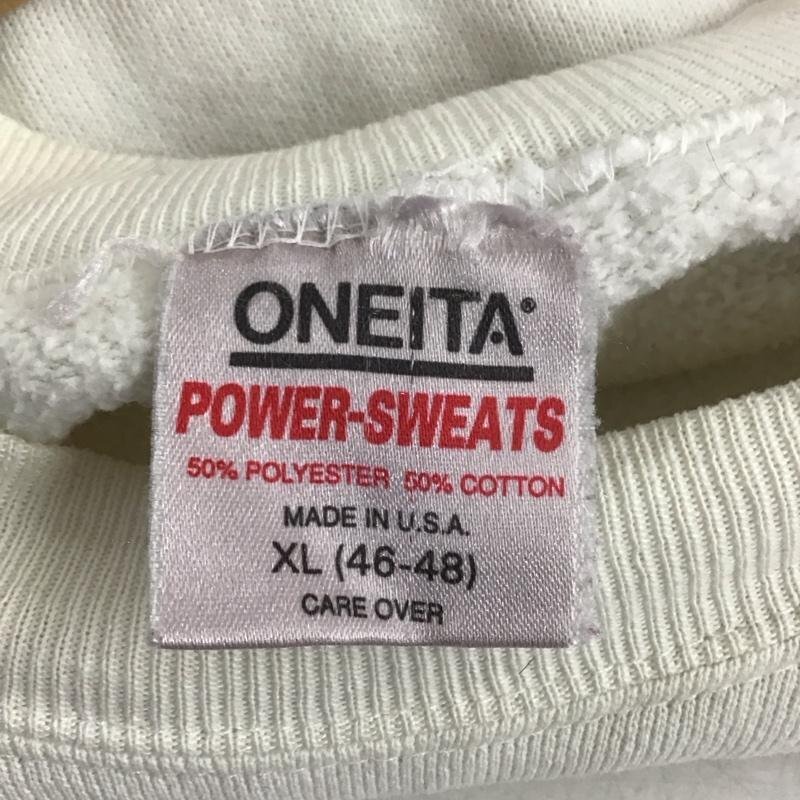 ONEITA®
POWER-SWEATS
50% POLYESTER 50% COTTON
MADE IN U.S.A.
XL (46-48)
CARE OVER